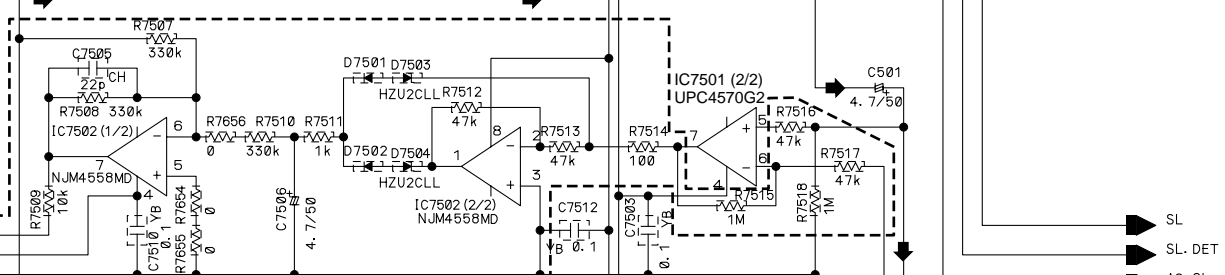 R7507
330k
C7505
CH
22p
R7508 330k
IC7502 (1/2)
6
7
5
NJM4558MD
4
R7509
10k
C7510
YB
0.1
R7654
0
R7655
0
R7656
0
R7510
330k
R7511
1k
C7506
+
4.7/50
D7501 D7503
HZU2CLL
R7512
47k
D7502 D7504
HZU2CLL
8
1
2
3
IC7502 (2/2)
NJM4558MD
R7513
47k
R7514
100
C7512
YB 0.1
C7503
YB
0.1
IC7501 (2/2)
UPC4570G2
7
5
6
4
R7515
1M
R7516
47k
R7517
47k
R7518
1M
C501
+
4.7/50
SL
SL.DET